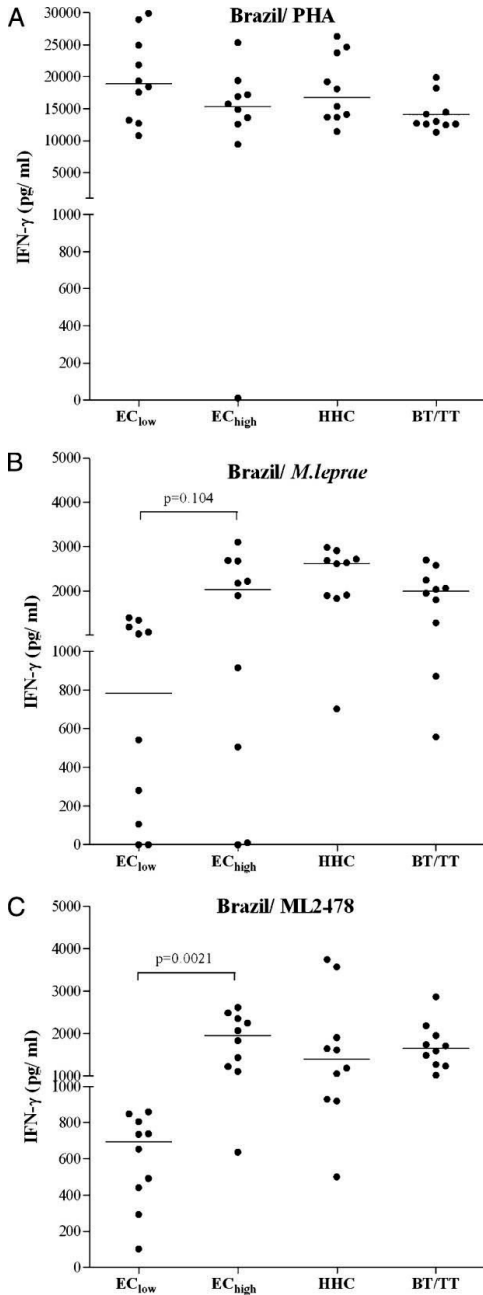 A
Brazil/ PHA
30000
25000
20000
15000
10000
1000
800
600
400
200
0
IFN-γ (pg/ ml)
EClow EChigh HHC BT/TT
B
Brazil/ M.leprae
p=0.104
5000
4000
3000
2000
800
600
400
200
0
IFN-γ (pg/ ml)
EClow EChigh HHC BT/TT
C
Brazil/ ML2478
p=0.0021
5000
4000
3000
2000
1000
1000
800
600
400
200
0
IFN-γ (pg/ ml)
EClow EChigh HHC BT/TT